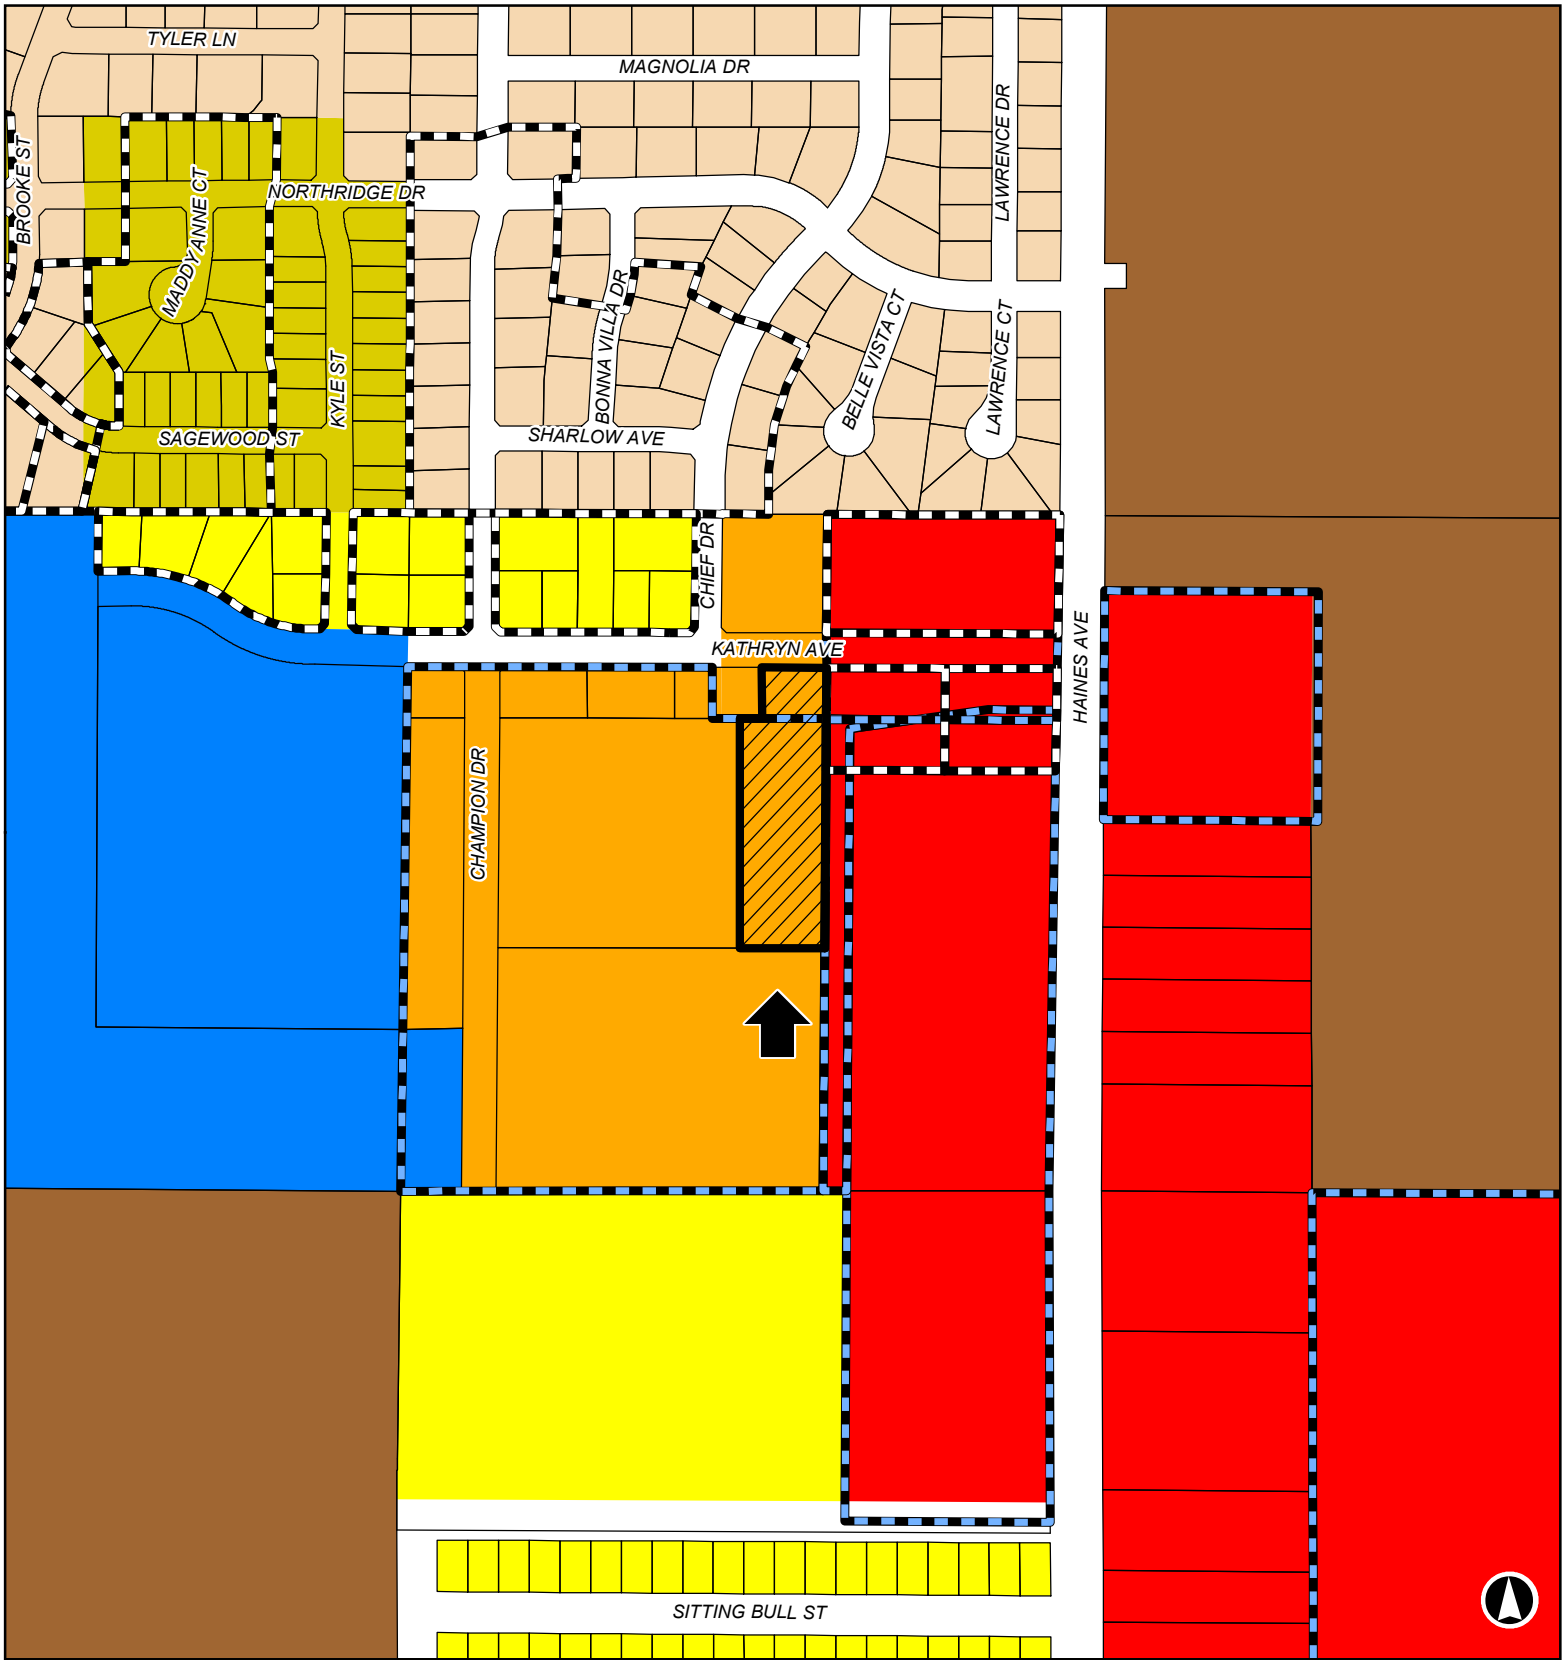 TYLER LN
MAGNOLIA DR
LAWRENCE DR
BROOKE ST
MADDYANNE CT
NORTHRIDGE DR
BONNA VILLA DR
BELLE VISTA CT
LAWRENCE CT
KYLE ST
SAGEWOOD ST
SHARLOW AVE
CHIEF DR
KATHRYN AVE
HAINES AVE
CHAMPION DR
SITTING BULL ST